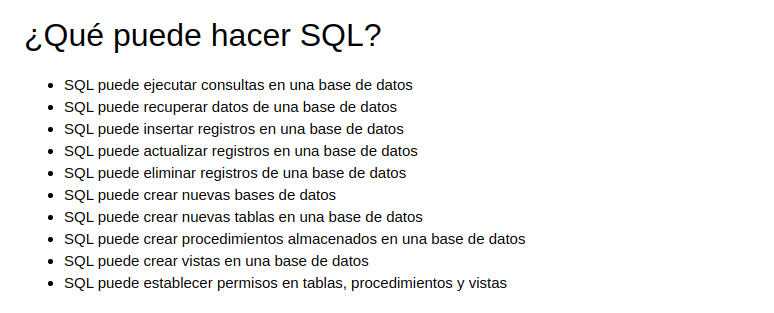 ¿Qué puede hacer SQL?
SQL puede ejecutar consultas en una base de datos
SQL puede recuperar datos de una base de datos
SQL puede insertar registros en una base de datos
SQL puede actualizar registros en una base de datos
SQL puede eliminar registros de una base de datos
SQL puede crear nuevas bases de datos
SQL puede crear nuevas tablas en una base de datos
SQL puede crear procedimientos almacenados en una base de datos
SQL puede crear vistas en una base de datos
SQL puede establecer permisos en tablas, procedimientos y vistas